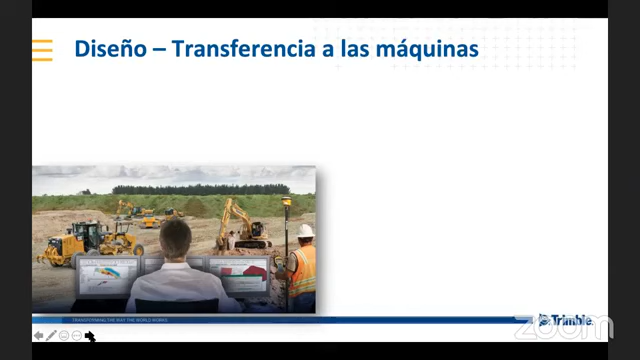 Diseño – Transferencia a las máquinas
TRANSFORMING THE WAY THE WORLD WORKS
Trimble.
zoom